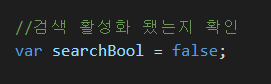 //검색 활성화 됐는지 확인
var searchBool = false;